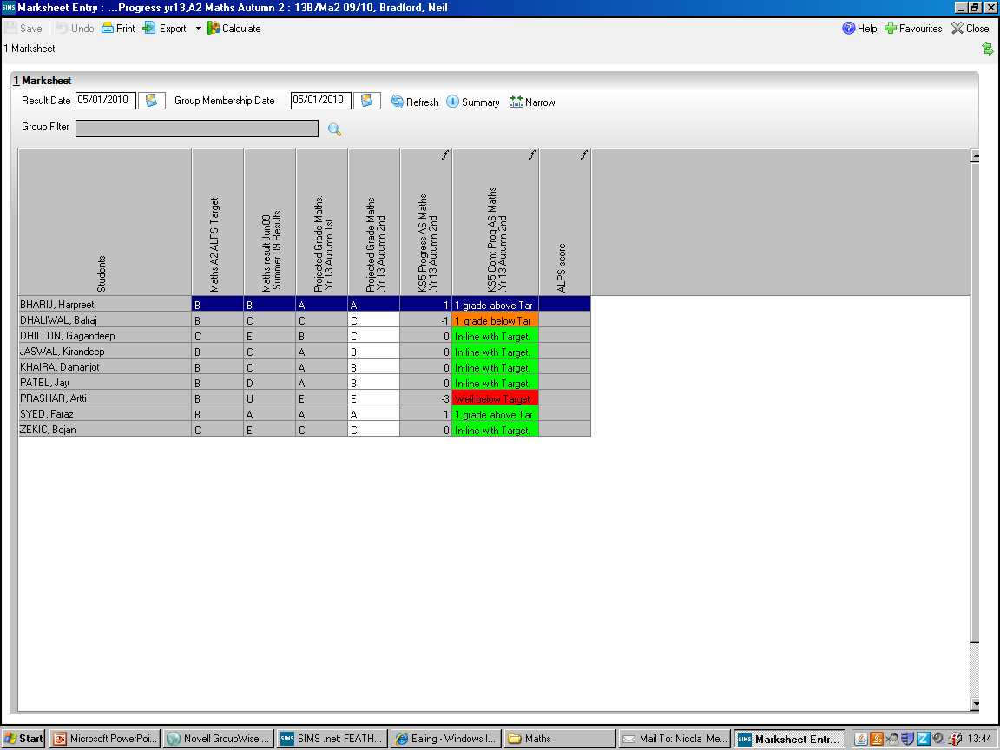 SIMS Marksheet Entry : ...Progress yr13,A2 Maths Autumn 2 : 13B/Ma2 09/10, Bradford, Neil
Save Undo Print Export Calculate Help Favourites Close
1 Marksheet
1 Marksheet
Result Date 05/01/2010 Group Membership Date 05/01/2010 Refresh Summary Narrow
Group Filter
Students
Maths A2 ALPS Target
Maths result Jun09
.Summer 09 Results
Projected Grade Maths.
.Yr 13 Autumn 1st
Projected Grade Maths
.Yr 13 Autumn 2nd
f
KS5 Progress AS Maths
.Yr 13 Autumn 2nd
f
KS5 Comt Prog AS Maths
.Yr 13 Autumn 2nd
f
ALPS score
BHARIJ, Harpreet B B A A 1 1 grade above Tar
DHALIWAL, Balraj B C C C -1 1 grade below Tar
DHILLON, Gagandeep C E B C 0 In line with Target.
JASWAL, Kirandeep B C A B 0 In line with Target.
KHAIRA, Damanjot B C A B 0 In line with Target.
PATEL, Jay B D A B 0 In line with Target.
PRASHAR, Artti B U E E -3 Well below Target.
SYED, Faraz B A A A 1 1 grade above Tar
ZEKIC, Bojan C E C C 0 In line with Target.
Start Microsoft PowerPoi... Novell GroupWise ... SIMS SIMS .net: FEATH... Ealing - Windows I... Maths Mail To: Nicola Me... SIMS Marksheet Entr... Z 13:44